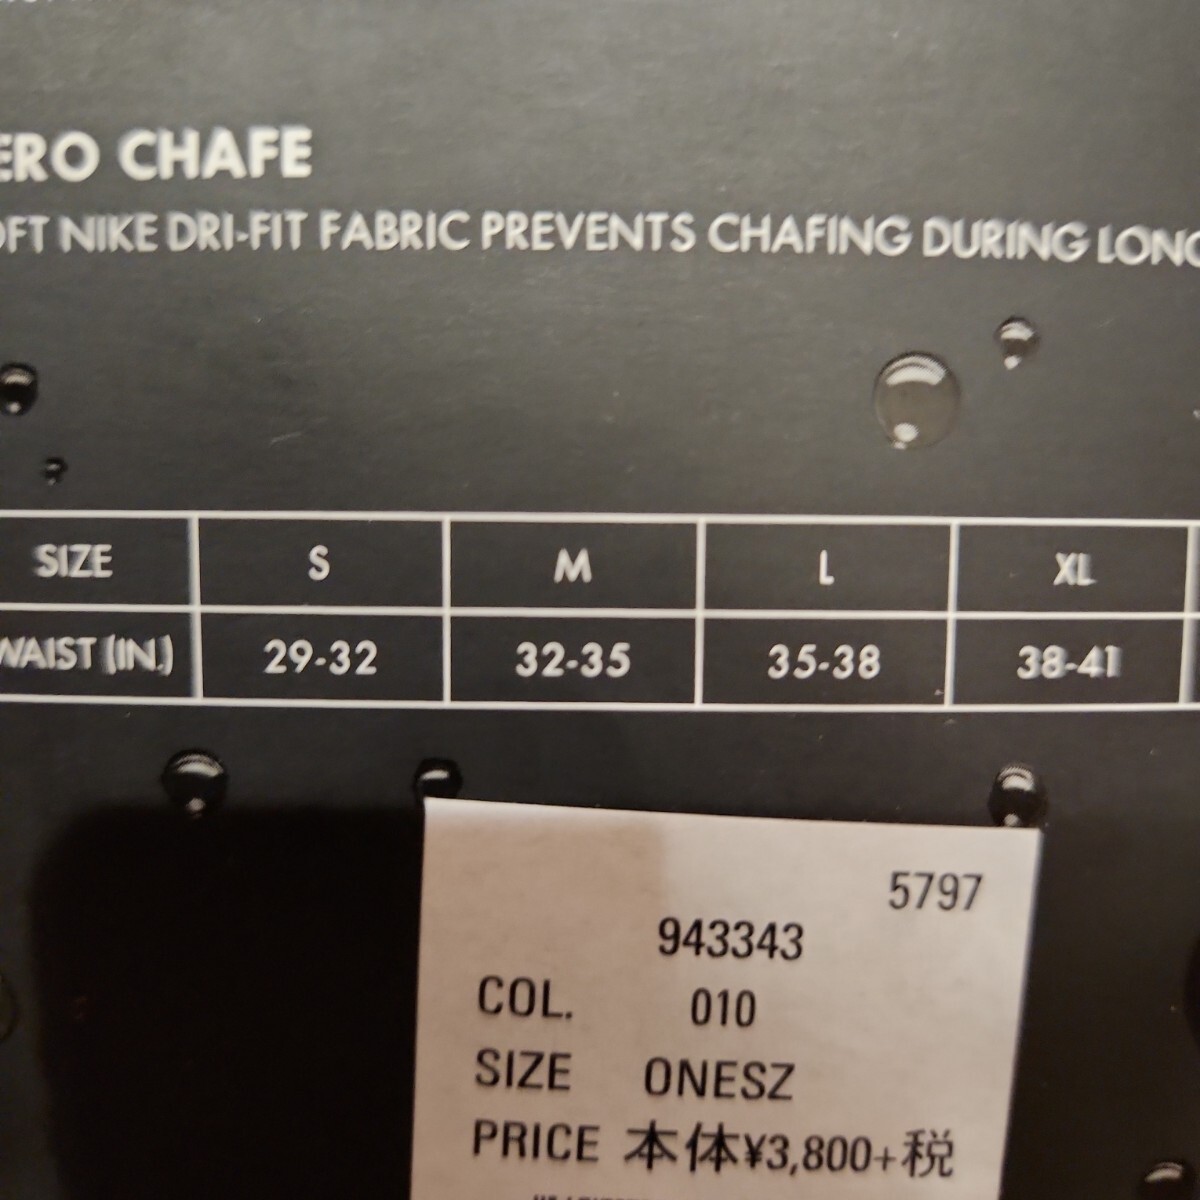 ERO CHAFE
OFT NIKE DRI-FIT FABRIC PREVENTS CHAFING DURING LONG
SIZE S M L XL
WAIST (IN.) 29-32 32-35 35-38 38-41
5797
943343
COL. 010
SIZE ONESZ
PRICE 本体¥3,800+税